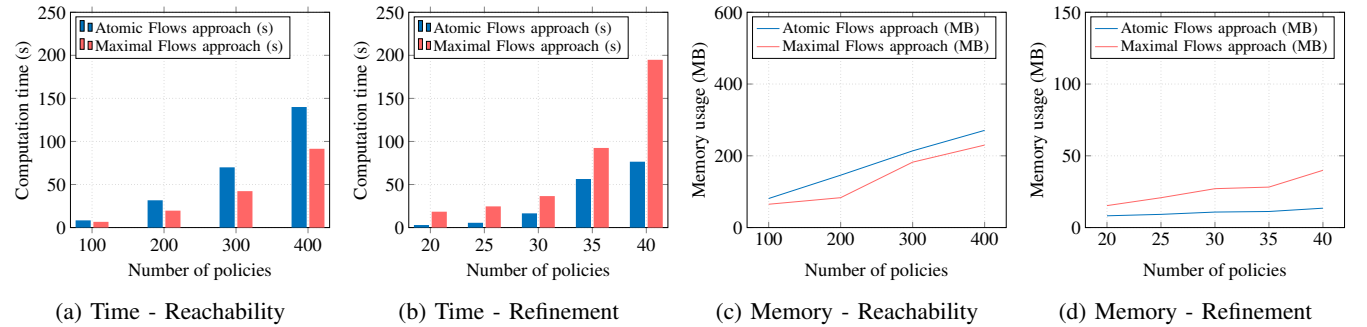 250
200
150
100
50
0
Computation time (s)
Atomic Flows approach (s)
Maximal Flows approach (s)
100 200 300 400
Number of policies
(a) Time - Reachability
250
200
150
100
50
0
Computation time (s)
Atomic Flows approach (s)
Maximal Flows approach (s)
20 25 30 35 40
Number of policies
(b) Time - Refinement
600
400
200
0
Memory usage (MB)
Atomic Flows approach (MB)
Maximal Flows approach (MB)
100 200 300 400
Number of policies
(c) Memory - Reachability
150
100
50
0
Memory usage (MB)
Atomic Flows approach (MB)
Maximal Flows approach (MB)
20 25 30 35 40
Number of policies
(d) Memory - Refinement